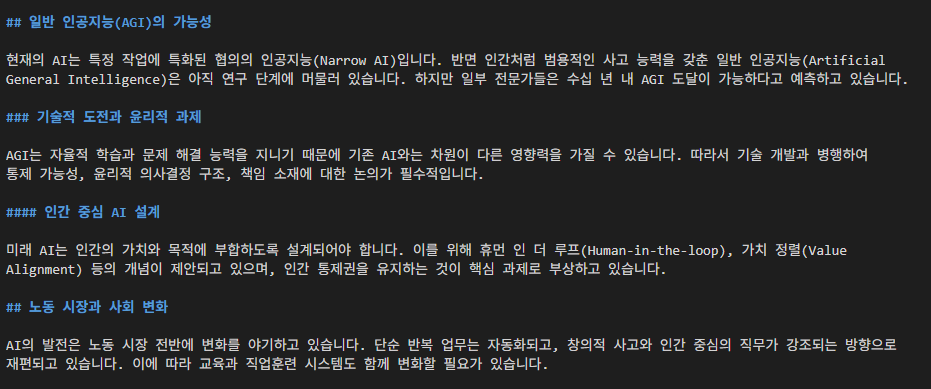 ## 일반 인공지능(AGI)의 가능성
현재의 AI는 특정 작업에 특화된 협의의 인공지능(Narrow AI)입니다. 반면 인간처럼 범용적인 사고 능력을 갖춘 일반 인공지능(Artificial
General Intelligence)은 아직 연구 단계에 머물러 있습니다. 하지만 일부 전문가들은 수십 년 내 AGI 도달이 가능하다고 예측하고 있습니다.
### 기술적 도전과 윤리적 과제
AGI는 자율적 학습과 문제 해결 능력을 지니기 때문에 기존 AI와는 차원이 다른 영향력을 가질 수 있습니다. 따라서 기술 개발과 병행하여
통제 가능성, 윤리적 의사결정 구조, 책임 소재에 대한 논의가 필수적입니다.
#### 인간 중심 AI 설계
미래 AI는 인간의 가치와 목적에 부합하도록 설계되어야 합니다. 이를 위해 휴먼 인 더 루프(Human-in-the-loop), 가치 정렬(Value
Alignment) 등의 개념이 제안되고 있으며, 인간 통제권을 유지하는 것이 핵심 과제로 부상하고 있습니다.
## 노동 시장과 사회 변화
AI의 발전은 노동 시장 전반에 변화를 야기하고 있습니다. 단순 반복 업무는 자동화되고, 창의적 사고와 인간 중심의 직무가 강조되는 방향으로
재편되고 있습니다. 이에 따라 교육과 직업훈련 시스템도 함께 변화할 필요가 있습니다.